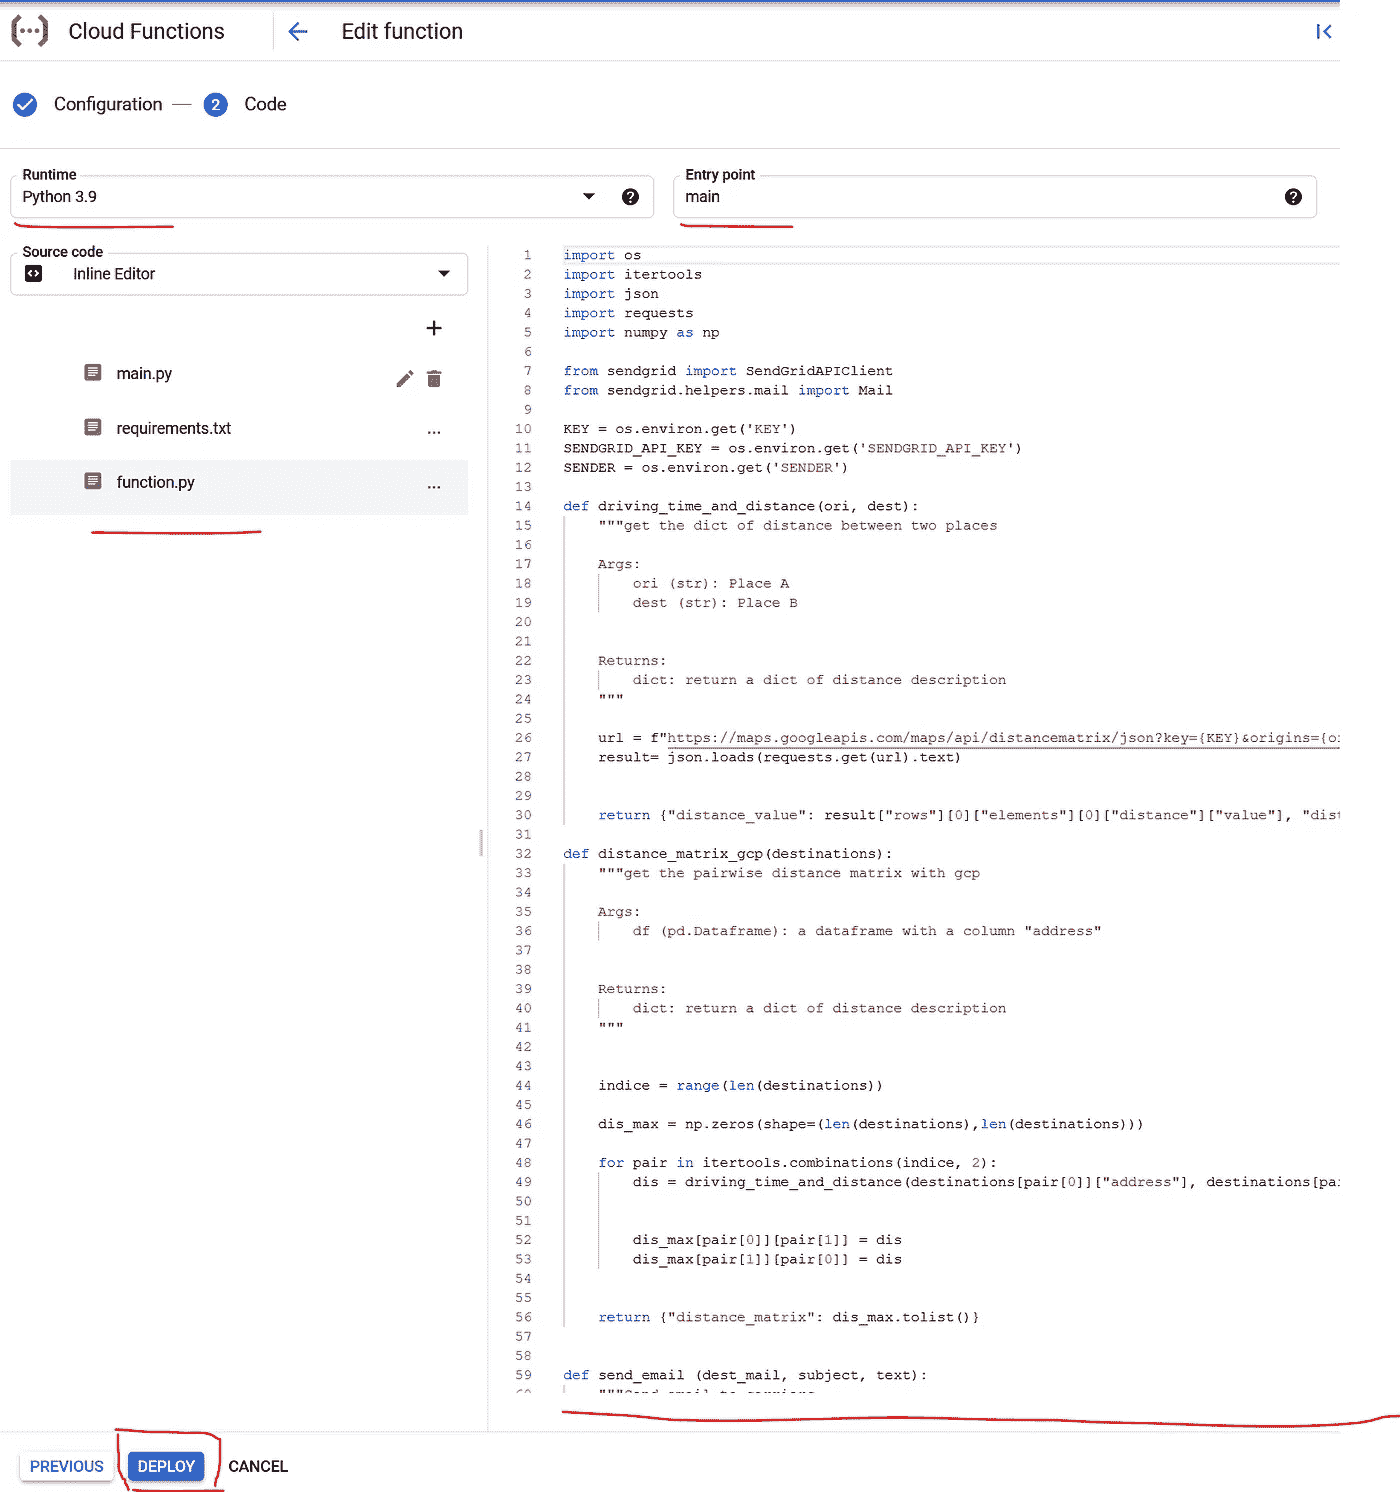 Cloud Functions
Edit function
Configuration
2
Code
Runtime
Python 3.9
Entry point
main
Source code
Inline Editor
main.py
requirements.txt
function.py
1 import os
2 import itertools
3 import json
4 import requests
5 import numpy as np
6
7 from sendgrid import SendGridAPIClient
8 from sendgrid.helpers.mail import Mail
9
10 KEY = os.environ.get('KEY')
11 SENDGRID_API_KEY = os.environ.get('SENDGRID_API_KEY')
12 SENDER = os.environ.get('SENDER')
13
14 def driving_time_and_distance(ori, dest):
15 """get the dict of distance between two places
16
17 Args:
18 ori (str): Place A
19 dest (str): Place B
20
21
22 Returns:
23 dict: return a dict of distance description
24 """
25
26 url = f"https://maps.googleapis.com/maps/api/distancematrix/json?key={KEY}&origins={o
27 result= json.loads(requests.get(url).text)
28
29
30 return {"distance_value": result["rows"][0]["elements"][0]["distance"]["value"], "dist
31
32 def distance_matrix_gcp(destinations):
33 """get the pairwise distance matrix with gcp
34
35 Args:
36 df (pd.Dataframe): a dataframe with a column "address"
37
38
39 Returns:
40 dict: return a dict of distance description
41 """
42
43
44 indice = range(len(destinations))
45
46 dis_max = np.zeros(shape=(len(destinations),len(destinations)))
47
48 for pair in itertools.combinations(indice, 2):
49 dis = driving_time_and_distance(destinations[pair[0]]["address"], destinations[pa
50
51
52 dis_max[pair[0]][pair[1]] = dis
53 dis_max[pair[1]][pair[0]] = dis
54
55
56 return {"distance_matrix": dis_max.tolist()}
57
58
59 def send_email (dest_mail, subject, text):
PREVIOUS
DEPLOY
CANCEL